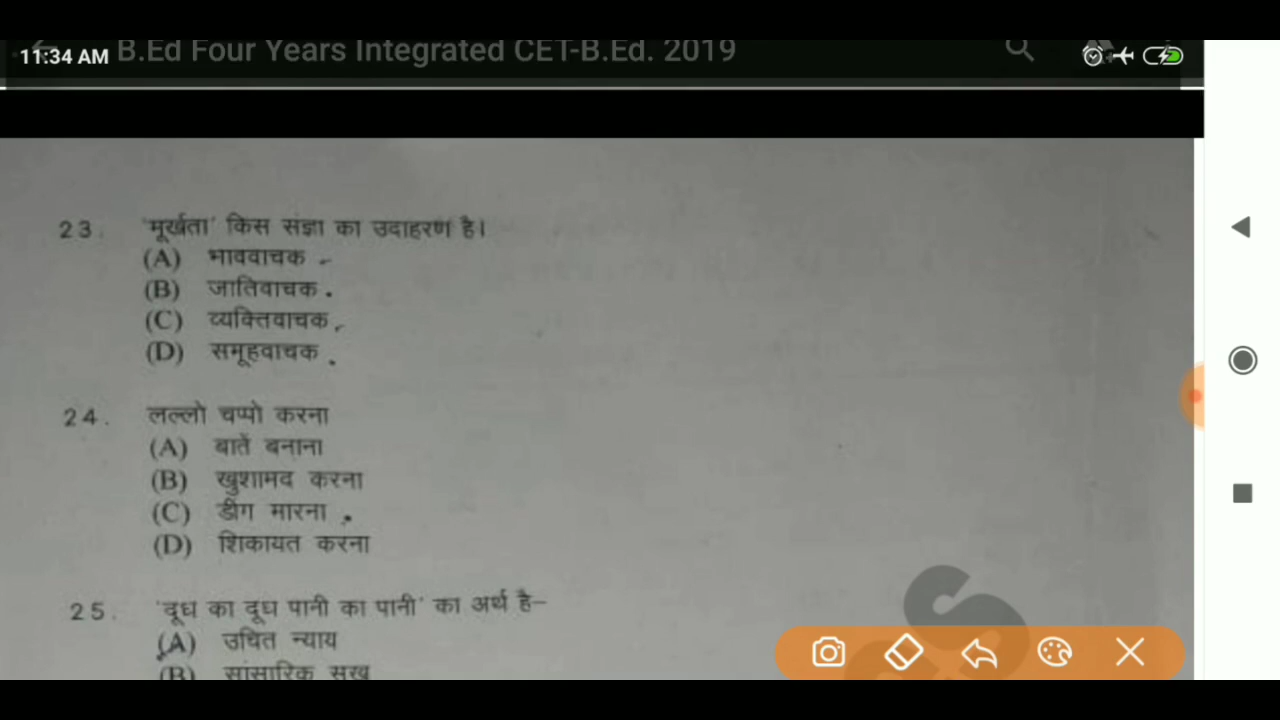 11:34 AM B.Ed Four Years Integrated CET-B.Ed. 2019
23. 'मूर्खता' किस संज्ञा का उदाहरण है।
(A) भाववाचक
(B) जातिवाचक
(C) व्यक्तिवाचक
(D) समूहवाचक
24. लल्लो चप्पो करना
(A) बातें बनाना
(B) खुशामद करना
(C) डींग मारना
(D) शिकायत करना
25. 'दूध का दूध पानी का पानी' का अर्थ है–
(A) उचित न्याय
(B) सांसारिक सुख